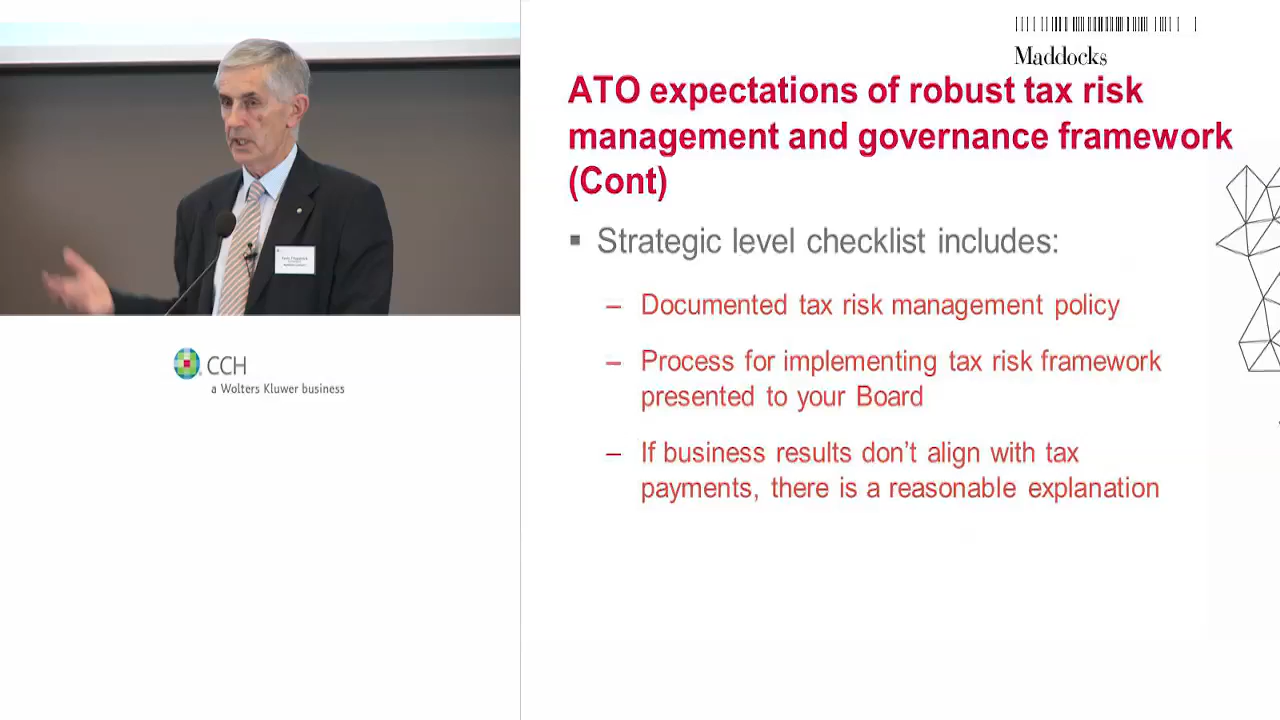 Maddocks
ATO expectations of robust tax risk
management and governance framework
(Cont)
▪ Strategic level checklist includes:
– Documented tax risk management policy
– Process for implementing tax risk framework
presented to your Board
– If business results don’t align with tax
payments, there is a reasonable explanation
CCH
a Wolters Kluwer business